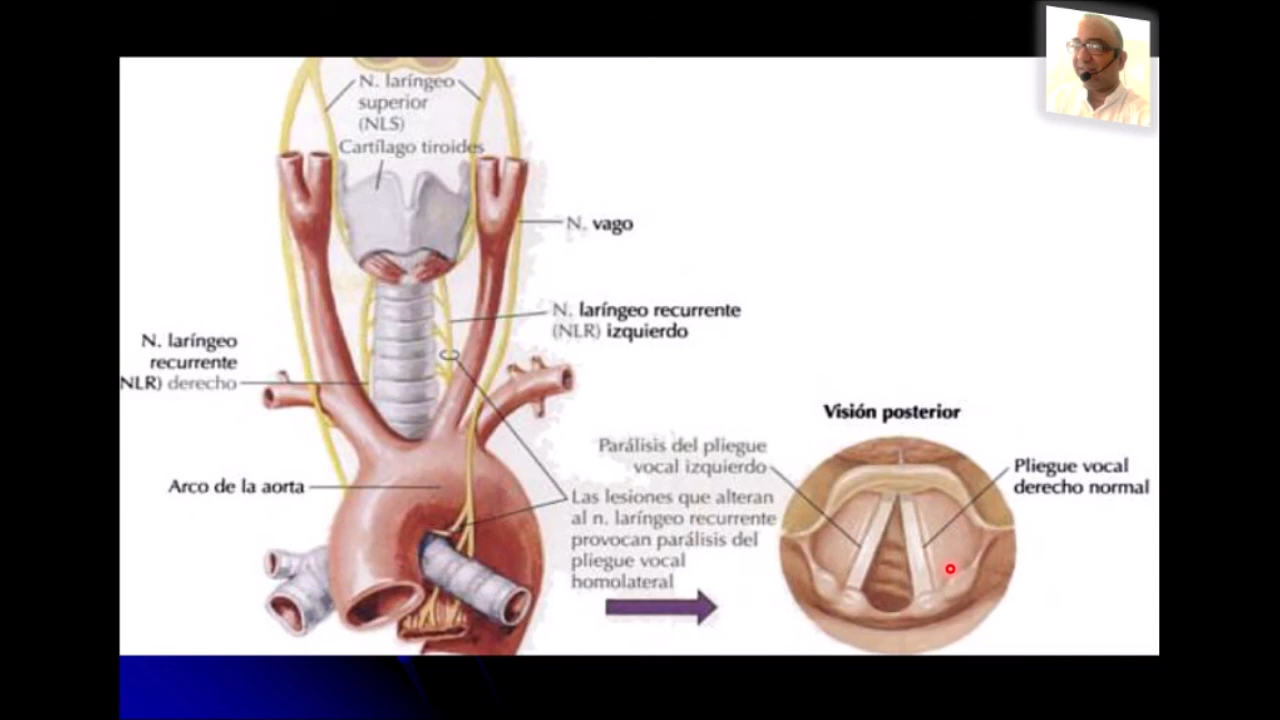 N. laríngeo
superior
(NLS)
Cartílago tiroides
N. vago
N. laríngeo recurrente
(NLR) izquierdo
N. laríngeo
recurrente
NLR) derecho
Arco de la aorta
Las lesiones que alteran
al n. laríngeo recurrente
provocan parálisis del
pliegue vocal
homolateral
Visión posterior
Parálisis del pliegue
vocal izquierdo
Pliegue vocal
derecho normal